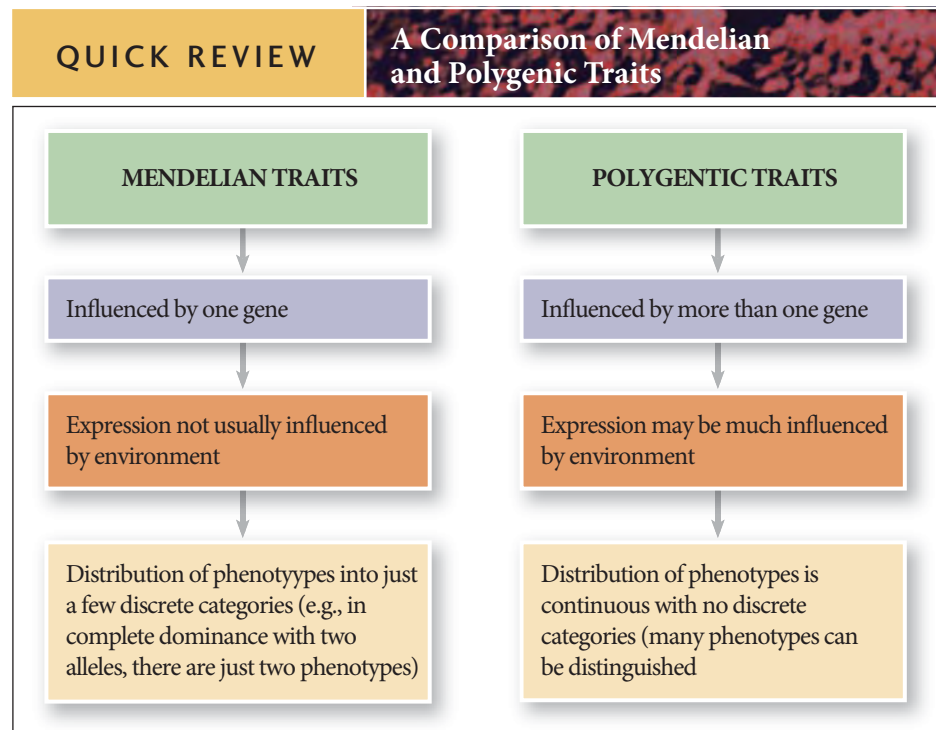 QUICK REVIEW
A Comparison of Mendelian
and Polygenic Traits
MENDELIAN TRAITS
Influenced by one gene
Expression not usually influenced
by environment
Distribution of phenotyypes into just
a few discrete categories (e.g., in
complete dominance with two
alleles, there are just two phenotypes)
POLYGENTIC TRAITS
Influenced by more than one gene
Expression may be much influenced
by environment
Distribution of phenotypes is
continuous with no discrete
categories (many phenotypes can
be distinguished